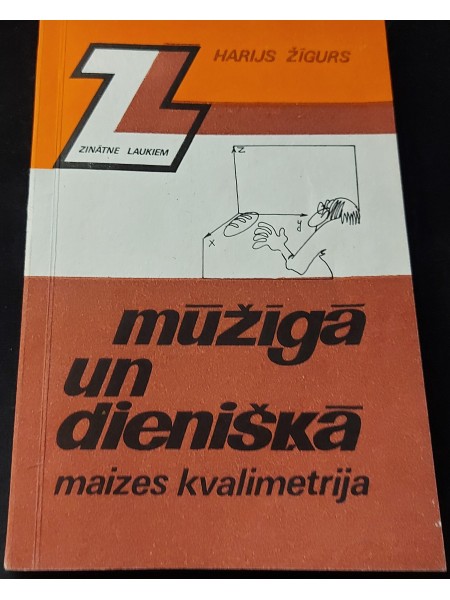 HARIJS ŽĪGURS
ZINĀTNE LAUKIEM
z
x
y
mūžīgā
un
dienišķā
maizes kvalimetrija